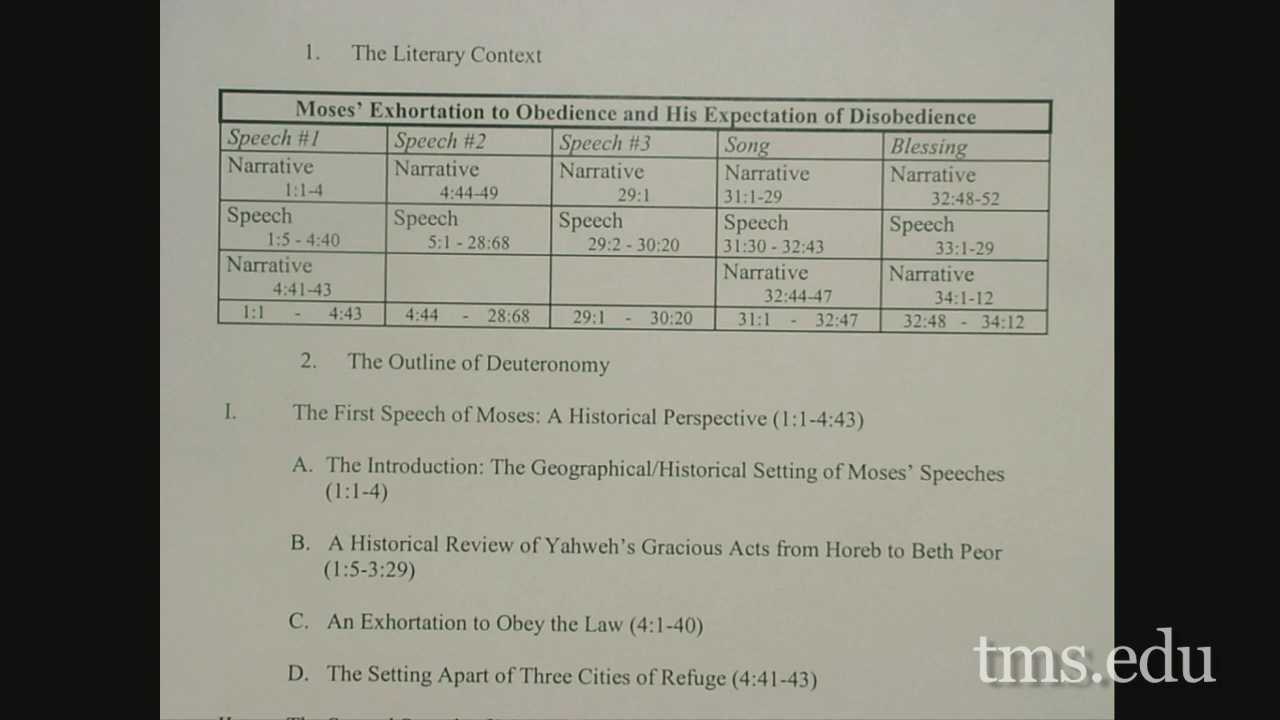 1. The Literary Context
Moses’ Exhortation to Obedience and His Expectation of Disobedience
Speech #1 Speech #2 Speech #3 Song Blessing
Narrative Narrative Narrative Narrative Narrative
1:1-4 4:44-49 29:1 31:1-29 32:48-52
Speech Speech Speech Speech Speech
1:5 - 4:40 5:1 - 28:68 29:2 - 30:20 31:30 - 32:43 33:1-29
Narrative Narrative Narrative
4:41-43 32:44-47 34:1-12
1:1 - 4:43 4:44 - 28:68 29:1 - 30:20 31:1 - 32:47 32:48 - 34:12
2. The Outline of Deuteronomy
I. The First Speech of Moses: A Historical Perspective (1:1-4:43)
A. The Introduction: The Geographical/Historical Setting of Moses’ Speeches
(1:1-4)
B. A Historical Review of Yahweh’s Gracious Acts from Horeb to Beth Peor
(1:5-3:29)
C. An Exhortation to Obey the Law (4:1-40)
D. The Setting Apart of Three Cities of Refuge (4:41-43)
tms.edu